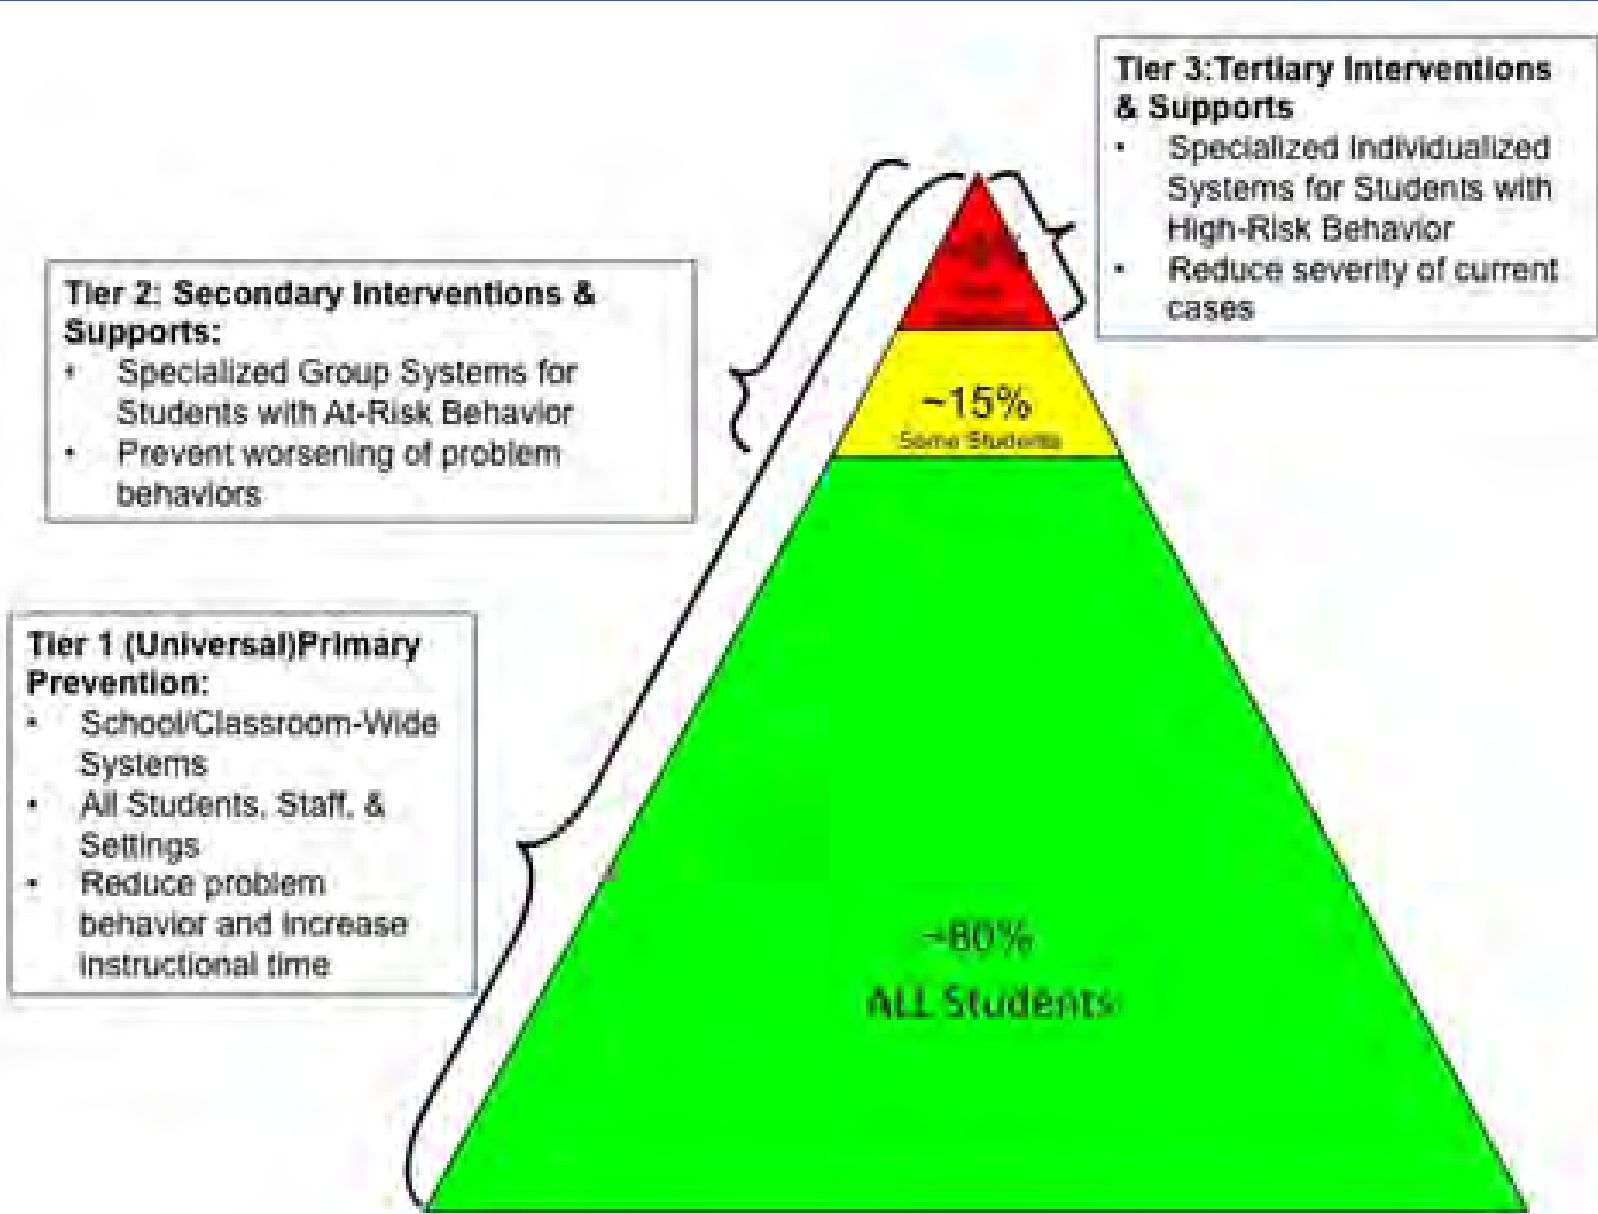 Tier 3:Tertiary Interventions
& Supports
• Specialized Individualized
Systems for Students with
High-Risk Behavior
• Reduce severity of current
cases
Tier 2: Secondary Interventions &
Supports:
• Specialized Group Systems for
Students with At-Risk Behavior
• Prevent worsening of problem
behaviors
~15%
Some Students
Tier 1 (Universal)Primary
Prevention:
• School/Classroom-Wide
Systems
• All Students, Staff, &
Settings
• Reduce problem
behavior and increase
instructional time
~80%
ALL Students